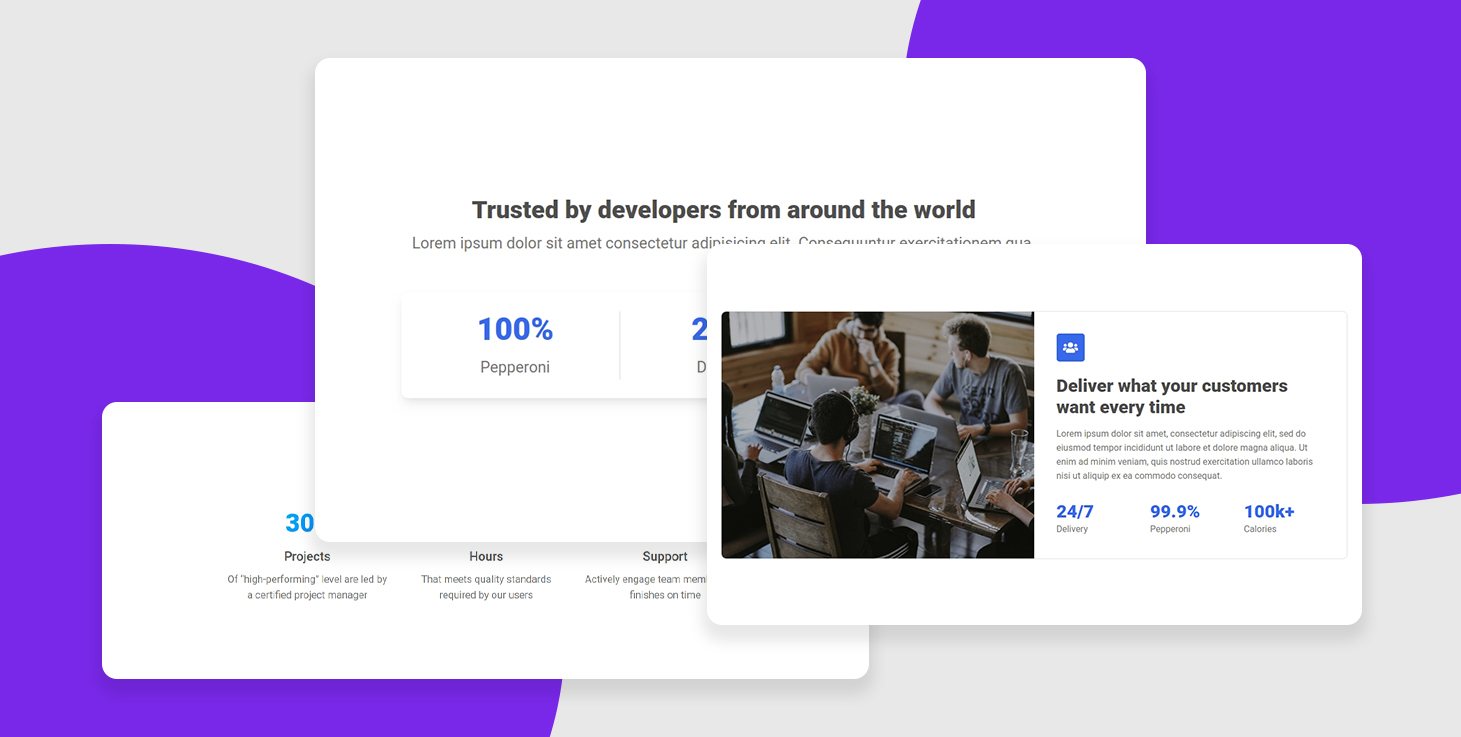 Trusted by developers from around the world
Lorem ipsum dolor sit amet consectetur adipisicing elit. Consequuntur exercitationem qua
100%
Pepperoni
2
D
Deliver what your customers
want every time
Lorem ipsum dolor sit amet, consectetur adipiscing elit, sed do
eiusmod tempor incididunt ut labore et dolore magna aliqua. Ut
enim ad minim veniam, quis nostrud exercitation ullamco laboris
nisi ut aliquip ex ea commodo consequat.
24/7 99.9% 100k+
Delivery Pepperoni Calories
30
Projects Hours Support
Of "high-performing" level are led by
a certified project manager
That meets quality standards
required by our users
Actively engage team mem
finishes on time